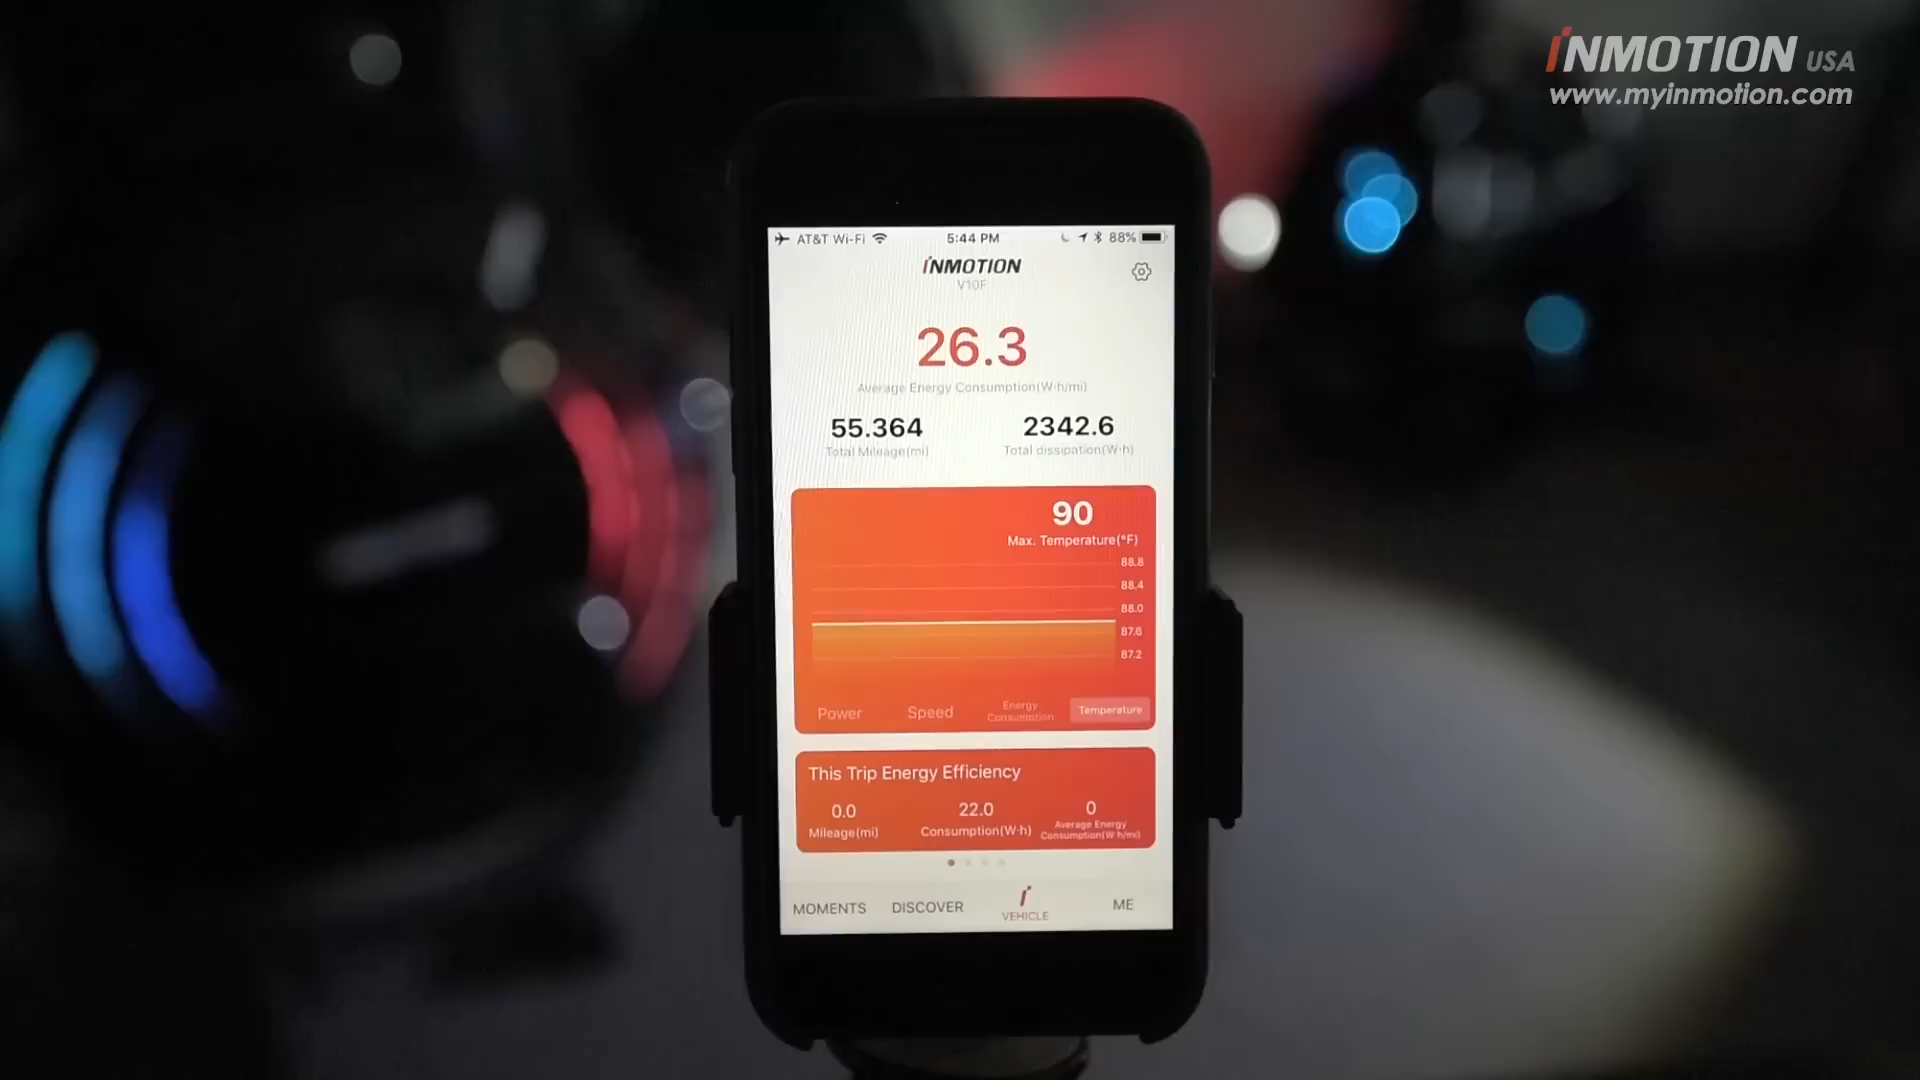 iNMOTION USA
www.myinmotion.com
AT&T Wi-Fi 5:44 PM 88%
iNMOTION
V10F
26.3
Average Energy Consumption(W·h/mi)
55.364 2342.6
Total Mileage(mi) Total dissipation(W·h)
90
Max. Temperature(°F)
88.8
88.4
88.0
87.6
87.2
Power Speed Energy Consumption Temperature
This Trip Energy Efficiency
0.0 22.0 0
Mileage(mi) Consumption(W·h) Average Energy Consumption(W·h/mi)
MOMENTS DISCOVER VEHICLE ME